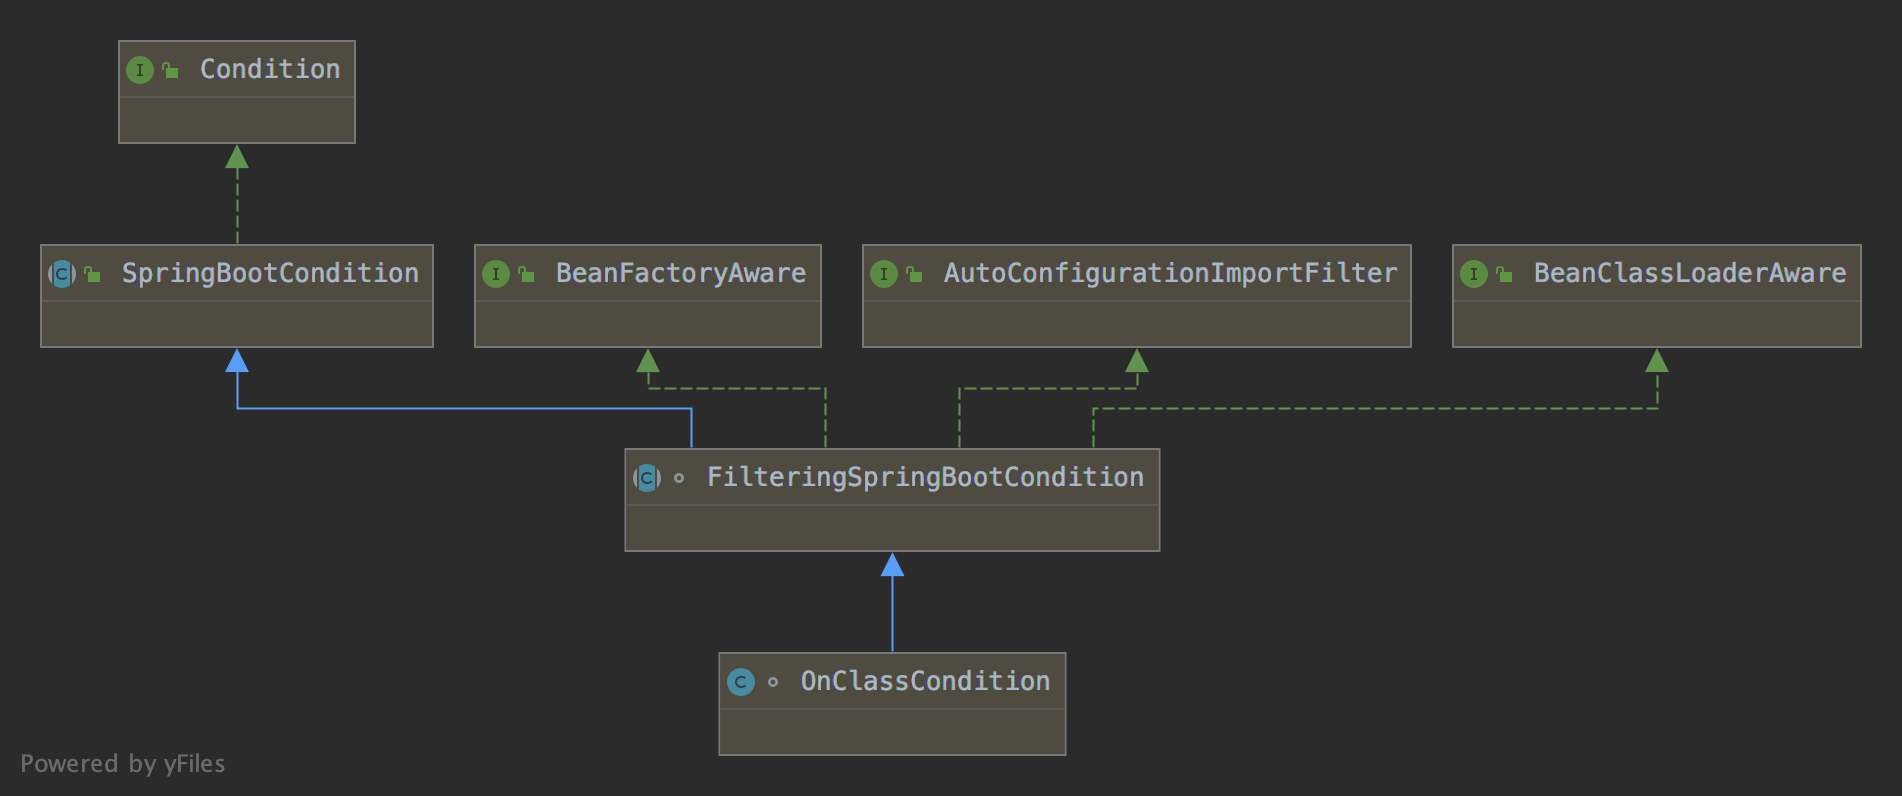 Condition
SpringBootCondition
BeanFactoryAware
AutoConfigurationImportFilter
BeanClassLoaderAware
FilteringSpringBootCondition
OnClassCondition
Powered by yFiles